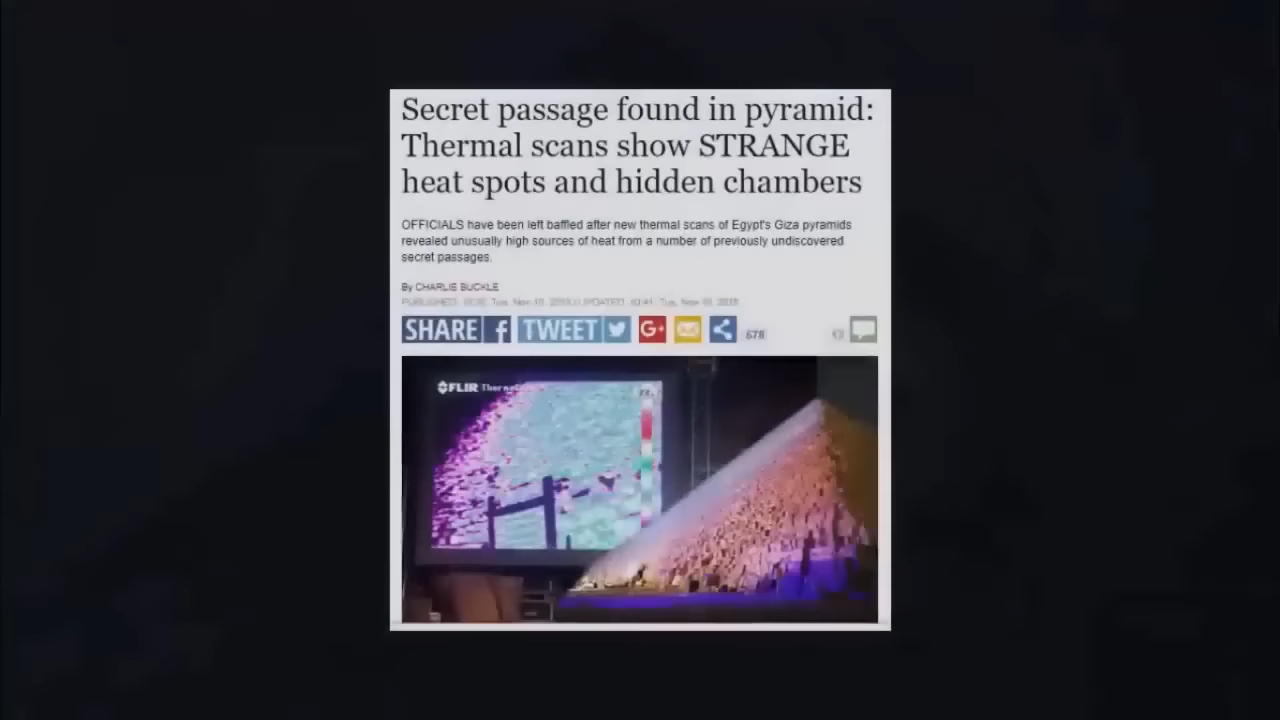 Secret passage found in pyramid:
Thermal scans show STRANGE
heat spots and hidden chambers
OFFICIALS have been left baffled after new thermal scans of Egypt's Giza pyramids
revealed unusually high sources of heat from a number of previously undiscovered
secret passages.
By CHARLIE BUCKLE
SHARE f TWEET G+ 678
FLIR